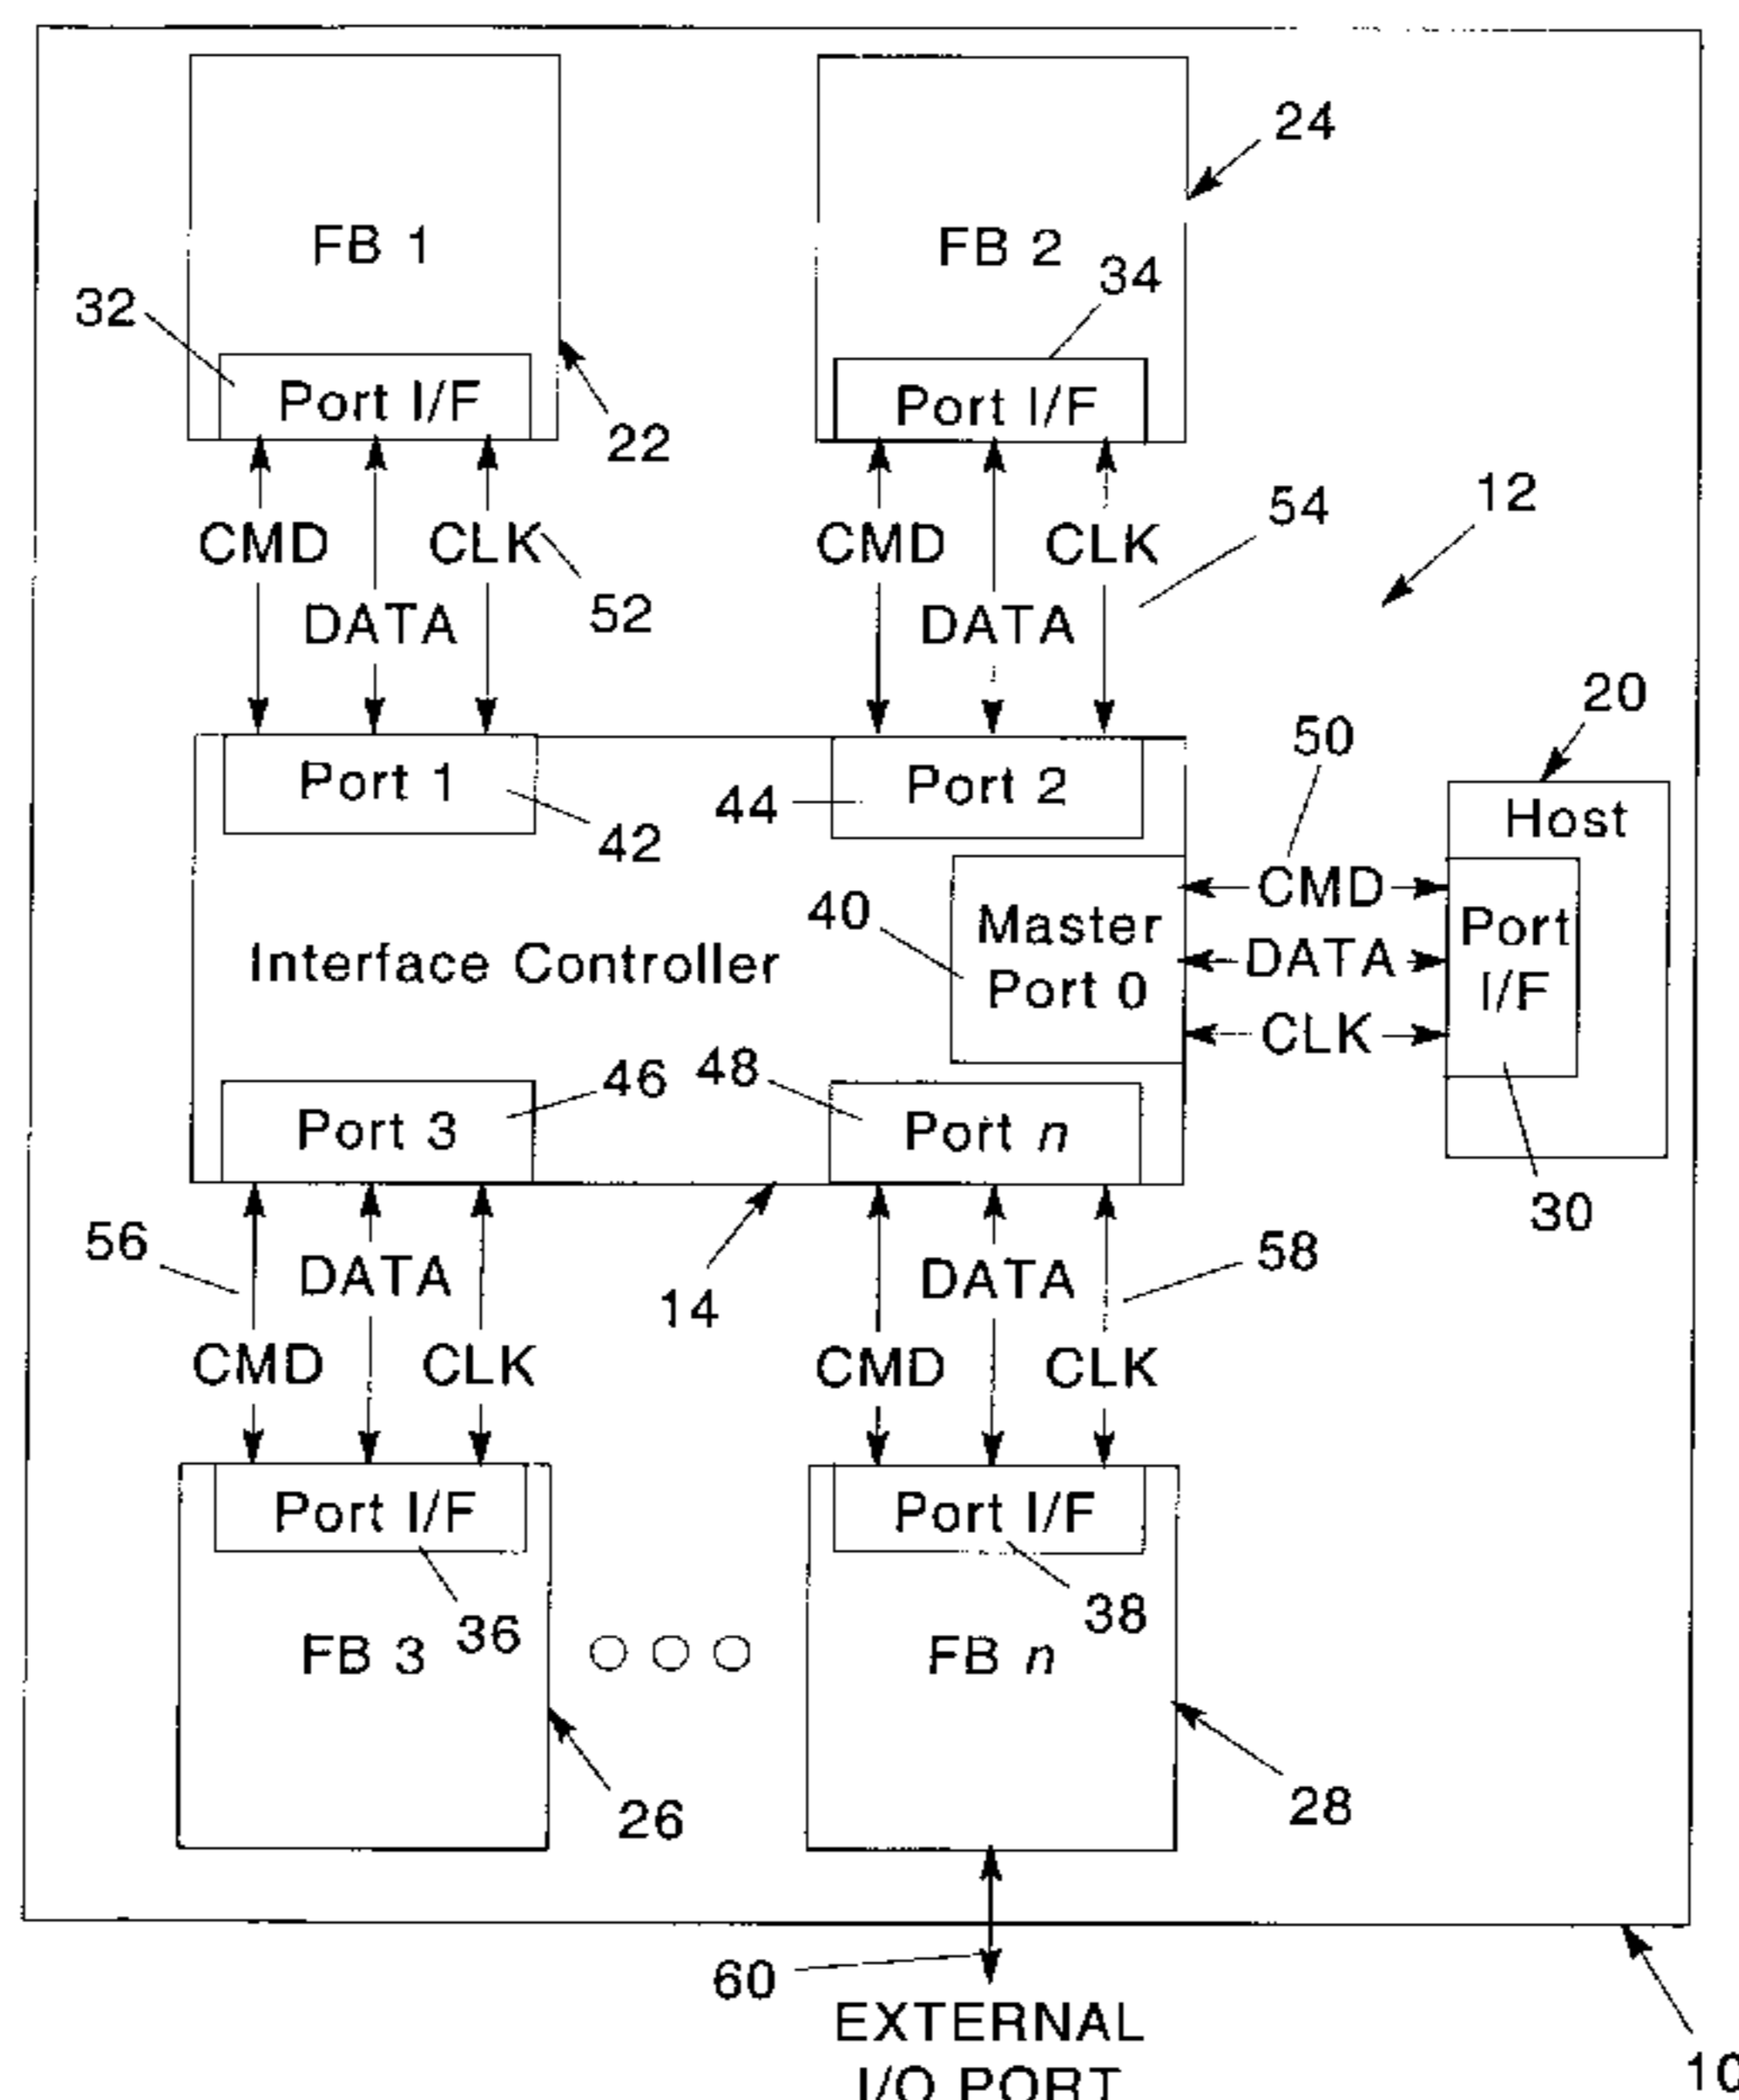 24
FB 1
FB 2
32
34
Port I/F
Port I/F
22
12
54
CMD
CLK
CMD
CLK
52
DATA
DATA
20
50
Port 1
Port 2
44
Host
42
CMD
40
Master
Port 0
Port
I/F
Interface Controller
DATA
CLK
46
48
Port 3
Port n
30
56
58
DATA
DATA
14
CMD
CLK
CMD
CLK
Port I/F
Port I/F
36
38
FB 3
FB n
26
28
60
EXTERNAL
I/O PORT
10